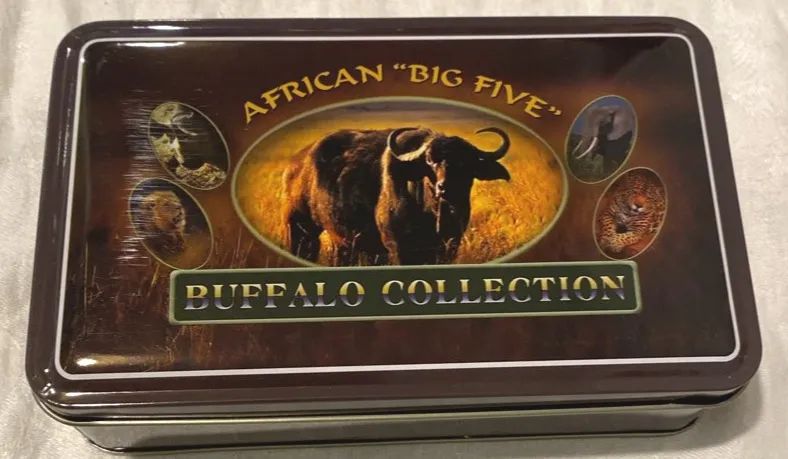 AFRICAN “BIG FIVE”
BUFFALO COLLECTION